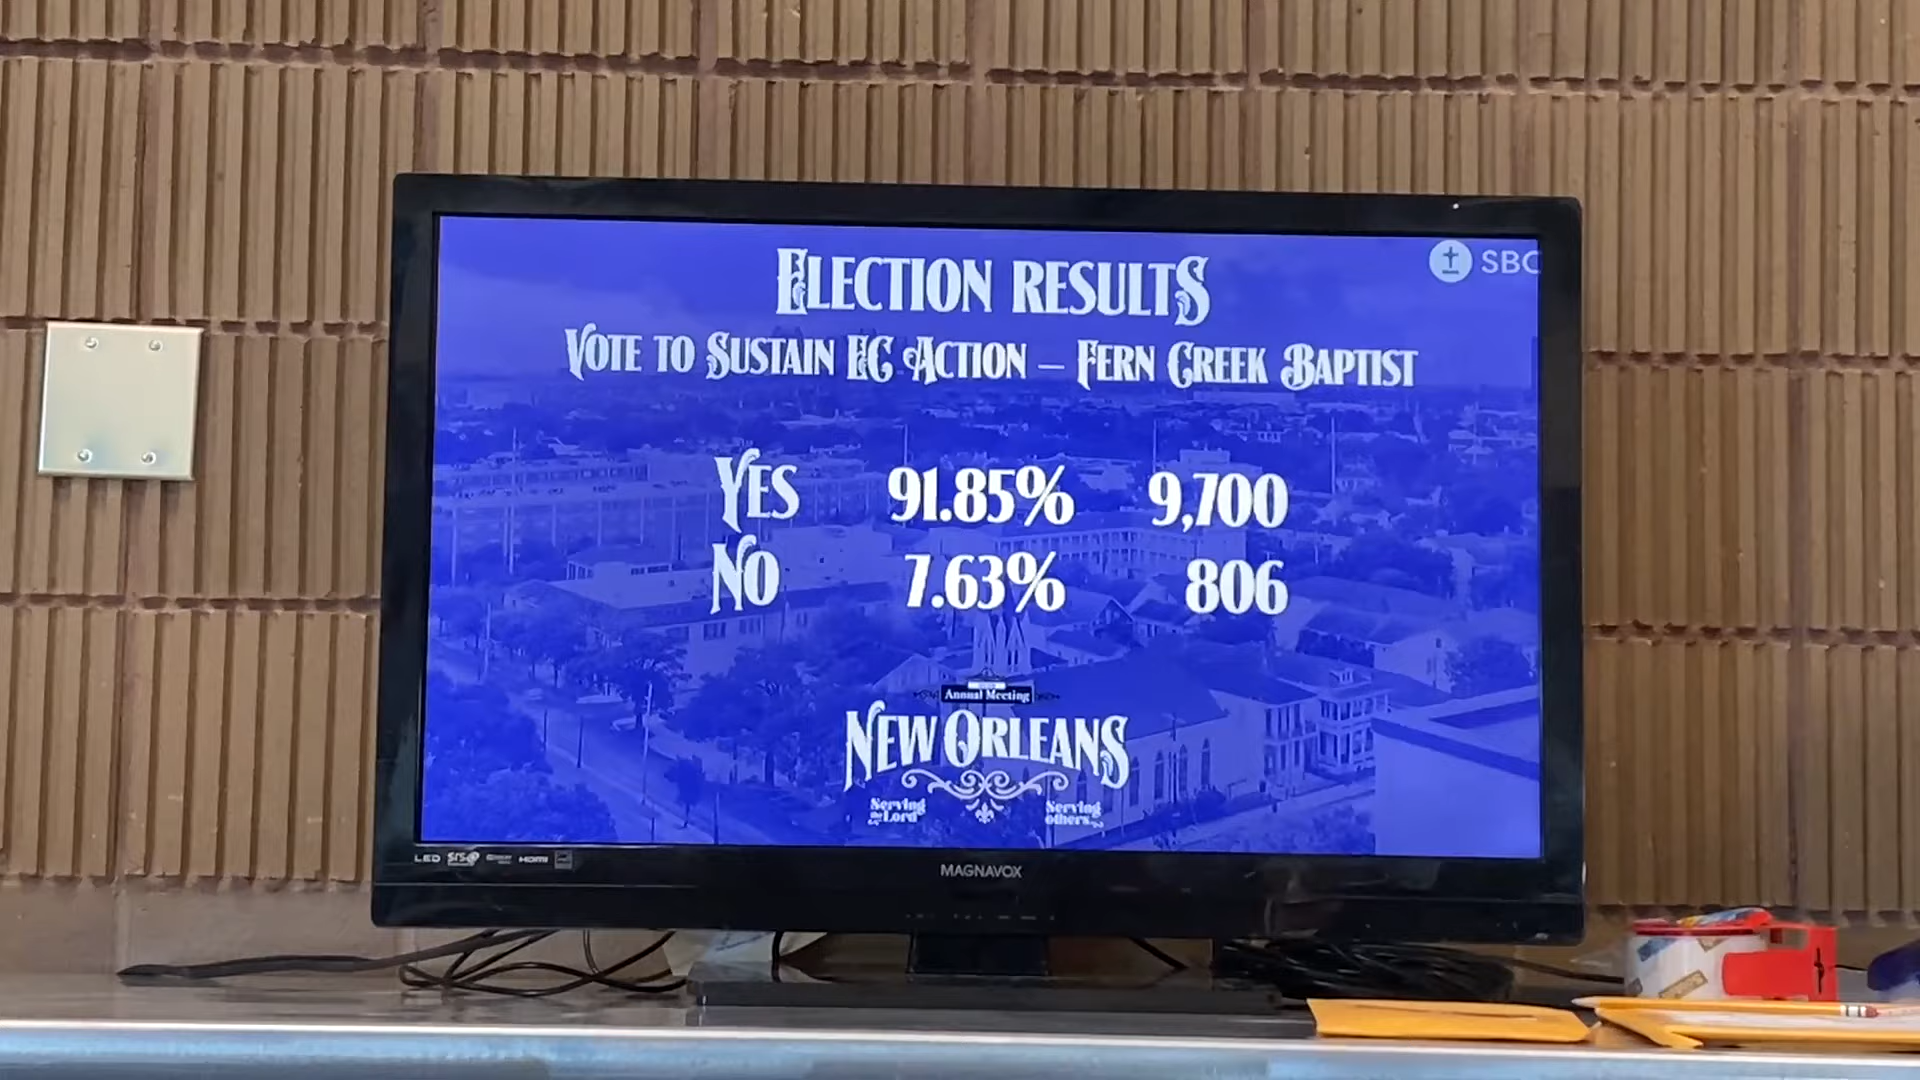 SBC
ELECTION RESULTS
VOTE TO SUSTAIN EC ACTION — FERN CREEK BAPTIST
YES 91.85% 9,700
NO 7.63% 806
Annual Meeting
NEW ORLEANS
Serving the Lord
Serving others
LED SRS HDMI
MAGNAVOX